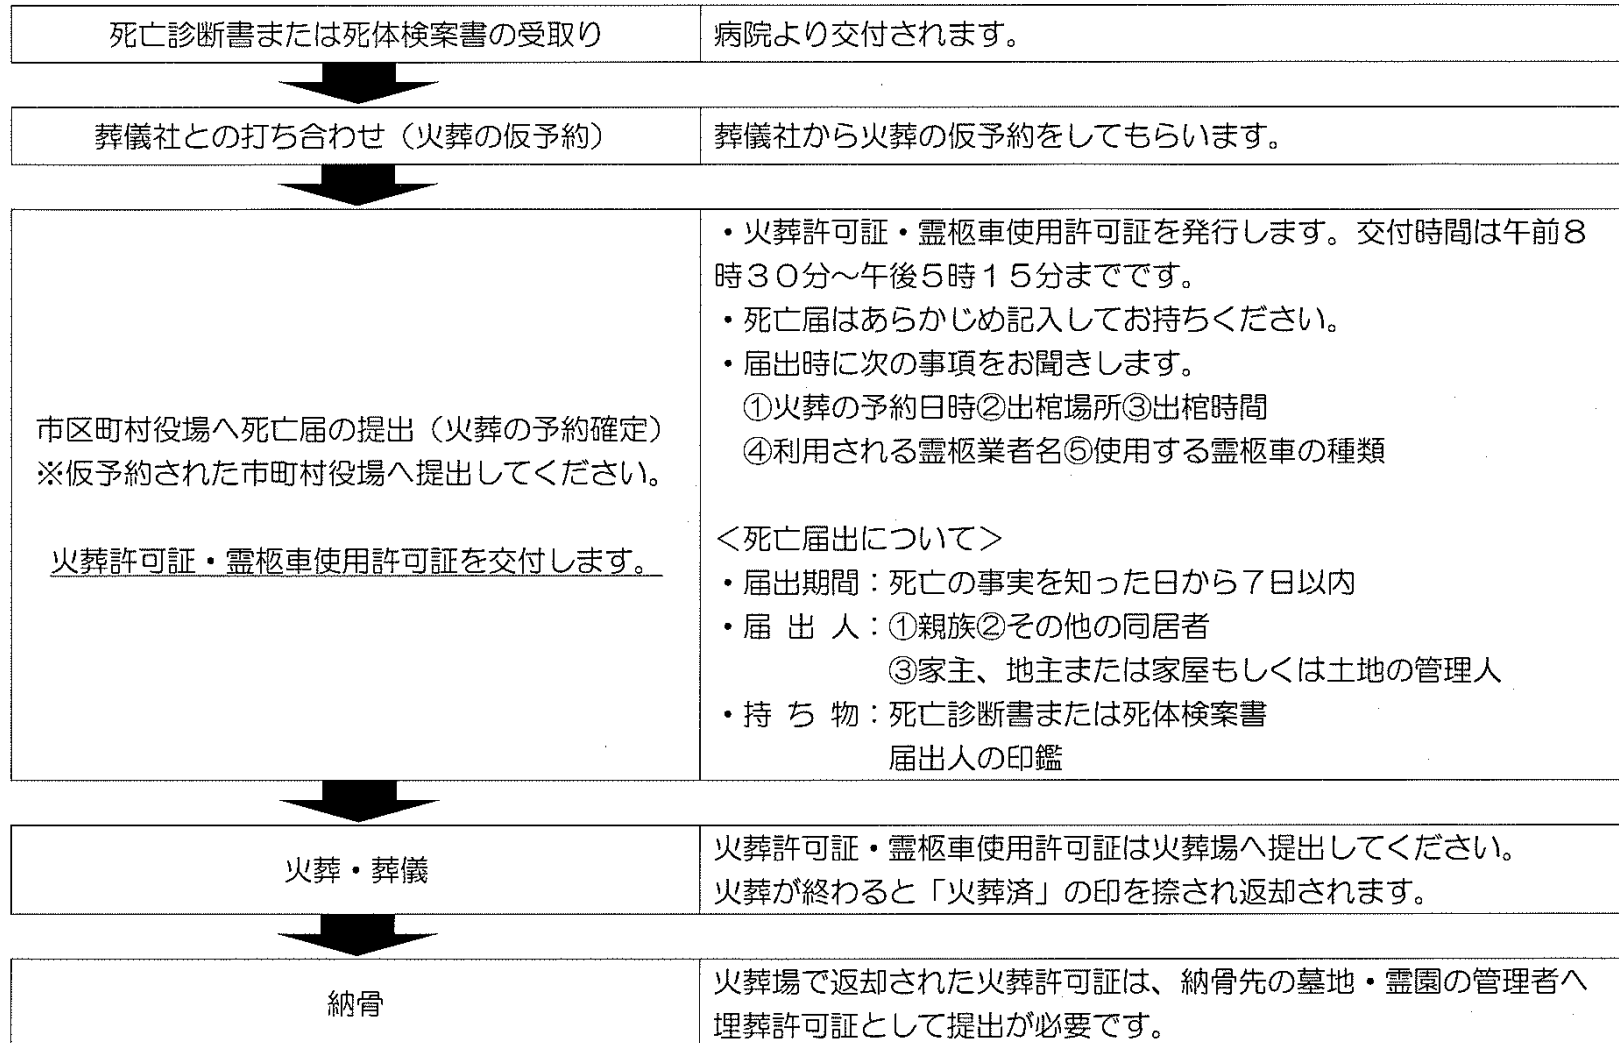 死亡診断書または死体検案書の受取り
病院より交付されます。
葬儀社との打ち合わせ（火葬の仮予約）
葬儀社から火葬の仮予約をしてもらいます。
市区町村役場へ死亡届の提出（火葬の予約確定）
※仮予約された市町村役場へ提出してください。
火葬許可証・霊柩車使用許可証を交付します。
・火葬許可証・霊柩車使用許可証を発行します。交付時間は午前８
時３０分～午後５時１５分までです。
・死亡届はあらかじめ記入してお持ちください。
・届出時に次の事項をお聞きします。
①火葬の予約日時②出棺場所③出棺時間
④利用される霊柩業者名⑤使用する霊柩車の種類
＜死亡届出について＞
・届出期間：死亡の事実を知った日から７日以内
・届 出 人：①親族②その他の同居者
③家主、地主または家屋もしくは土地の管理人
・持 ち 物：死亡診断書または死体検案書
届出人の印鑑
火葬・葬儀
火葬許可証・霊柩車使用許可証は火葬場へ提出してください。
火葬が終わると「火葬済」の印を捺され返却されます。
納骨
火葬場で返却された火葬許可証は、納骨先の墓地・霊園の管理者へ
埋葬許可証として提出が必要です。